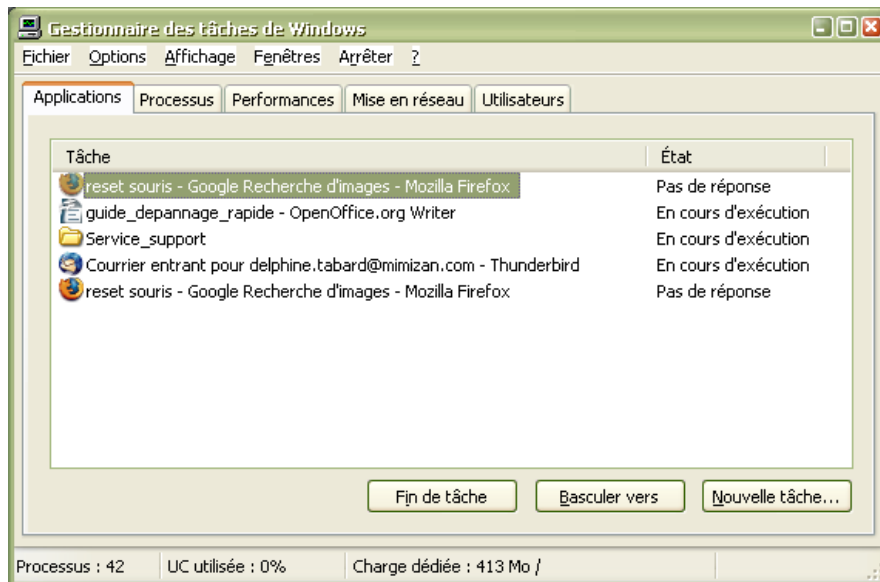 Gestionnaire des tâches de Windows
Fichier Options Affichage Fenêtres Arrêter ?
Applications Processus Performances Mise en réseau Utilisateurs
Tâche État
reset souris - Google Recherche d'images - Mozilla Firefox Pas de réponse
guide_depannage_rapide - OpenOffice.org Writer En cours d'exécution
Service_support En cours d'exécution
Courrier entrant pour delphine.tabard@mimizan.com - Thunderbird En cours d'exécution
reset souris - Google Recherche d'images - Mozilla Firefox Pas de réponse
Fin de tâche Basculer vers Nouvelle tâche...
Processus : 42 UC utilisée : 0% Charge dédiée : 413 Mo /